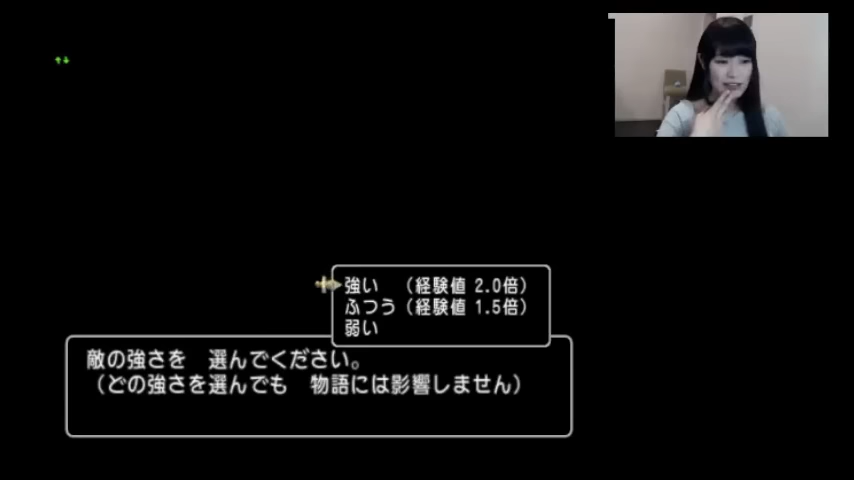 強い （経験値 2.0倍）
ふつう（経験値 1.5倍）
弱い
敵の強さを 選んでください。
（どの強さを選んでも 物語には影響しません）